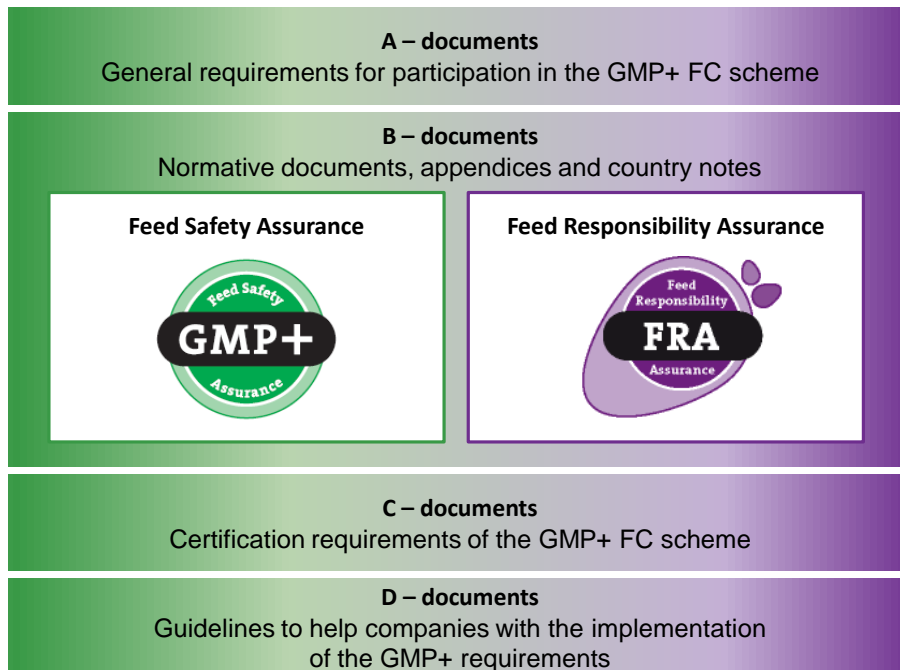 A – documents
General requirements for participation in the GMP+ FC scheme
B – documents
Normative documents, appendices and country notes
Feed Safety Assurance
Feed Safety
GMP+
Assurance
Feed Responsibility Assurance
Feed
Responsibility
FRA
Assurance
C – documents
Certification requirements of the GMP+ FC scheme
D – documents
Guidelines to help companies with the implementation
of the GMP+ requirements